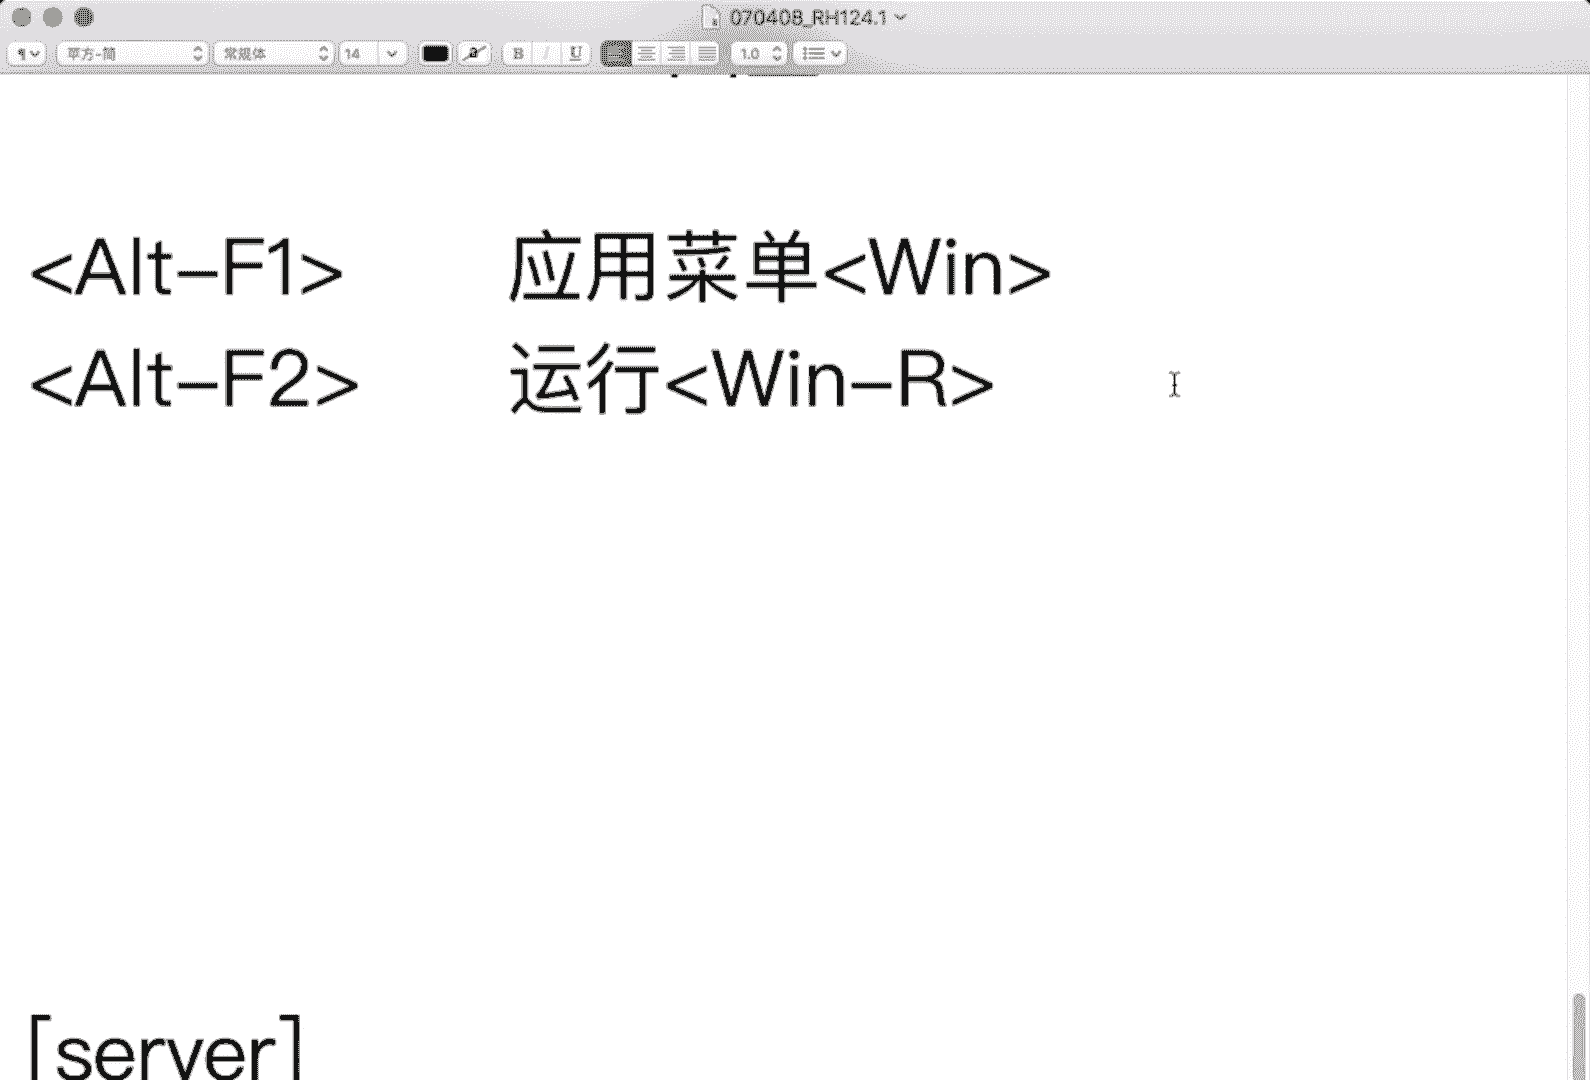 070408_RH124.1
苹方-简 常规体 14 a B I U 1.0
<Alt-F1> 应用菜单<Win>
<Alt-F2> 运行<Win-R>
[server]